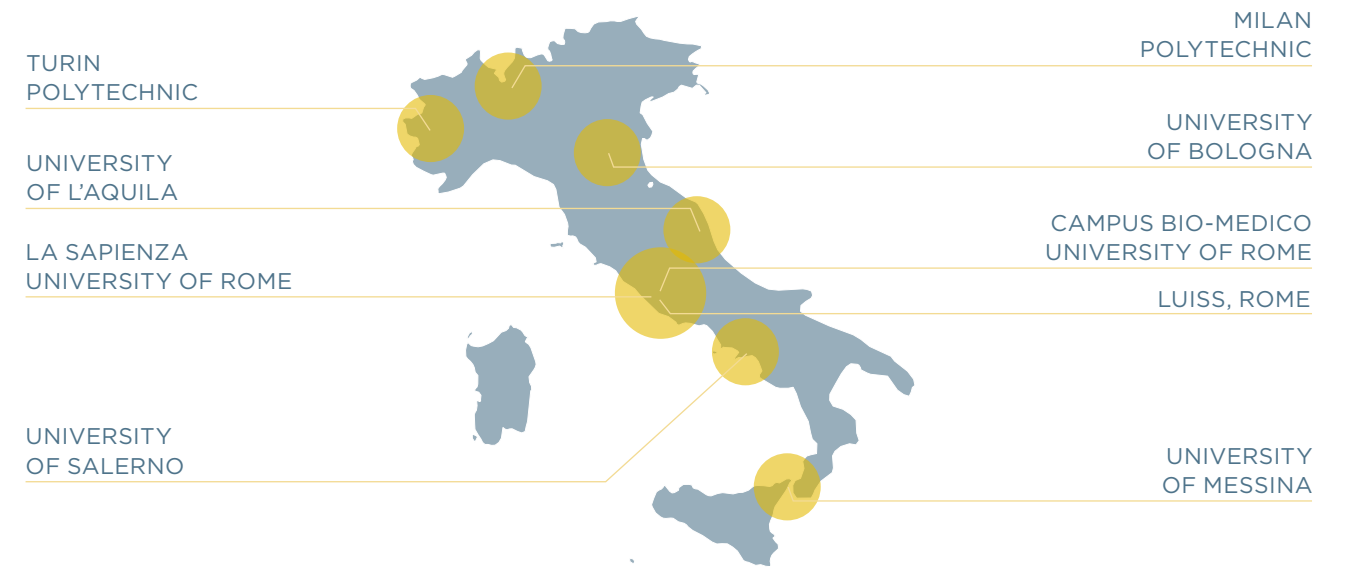 TURIN
POLYTECHNIC
UNIVERSITY
OF L’AQUILA
LA SAPIENZA
UNIVERSITY OF ROME
UNIVERSITY
OF SALERNO
MILAN
POLYTECHNIC
UNIVERSITY
OF BOLOGNA
CAMPUS BIO-MEDICO
UNIVERSITY OF ROME
LUISS, ROME
UNIVERSITY
OF MESSINA